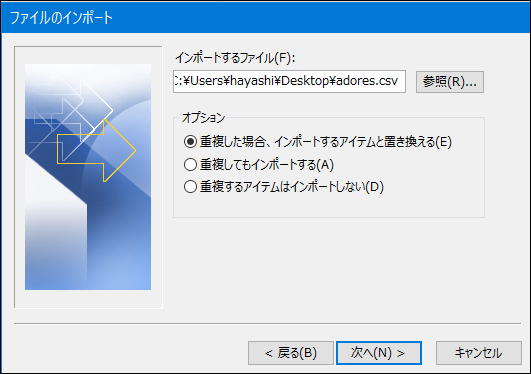 ファイルのインポート
インポートするファイル(F):
C:¥Users¥hayashi¥Desktop¥adores.csv
参照(R)...
オプション
重複した場合、インポートするアイテムと置き換える(E)
重複してもインポートする(A)
重複するアイテムはインポートしない(D)
< 戻る(B)
次へ(N) >
キャンセル